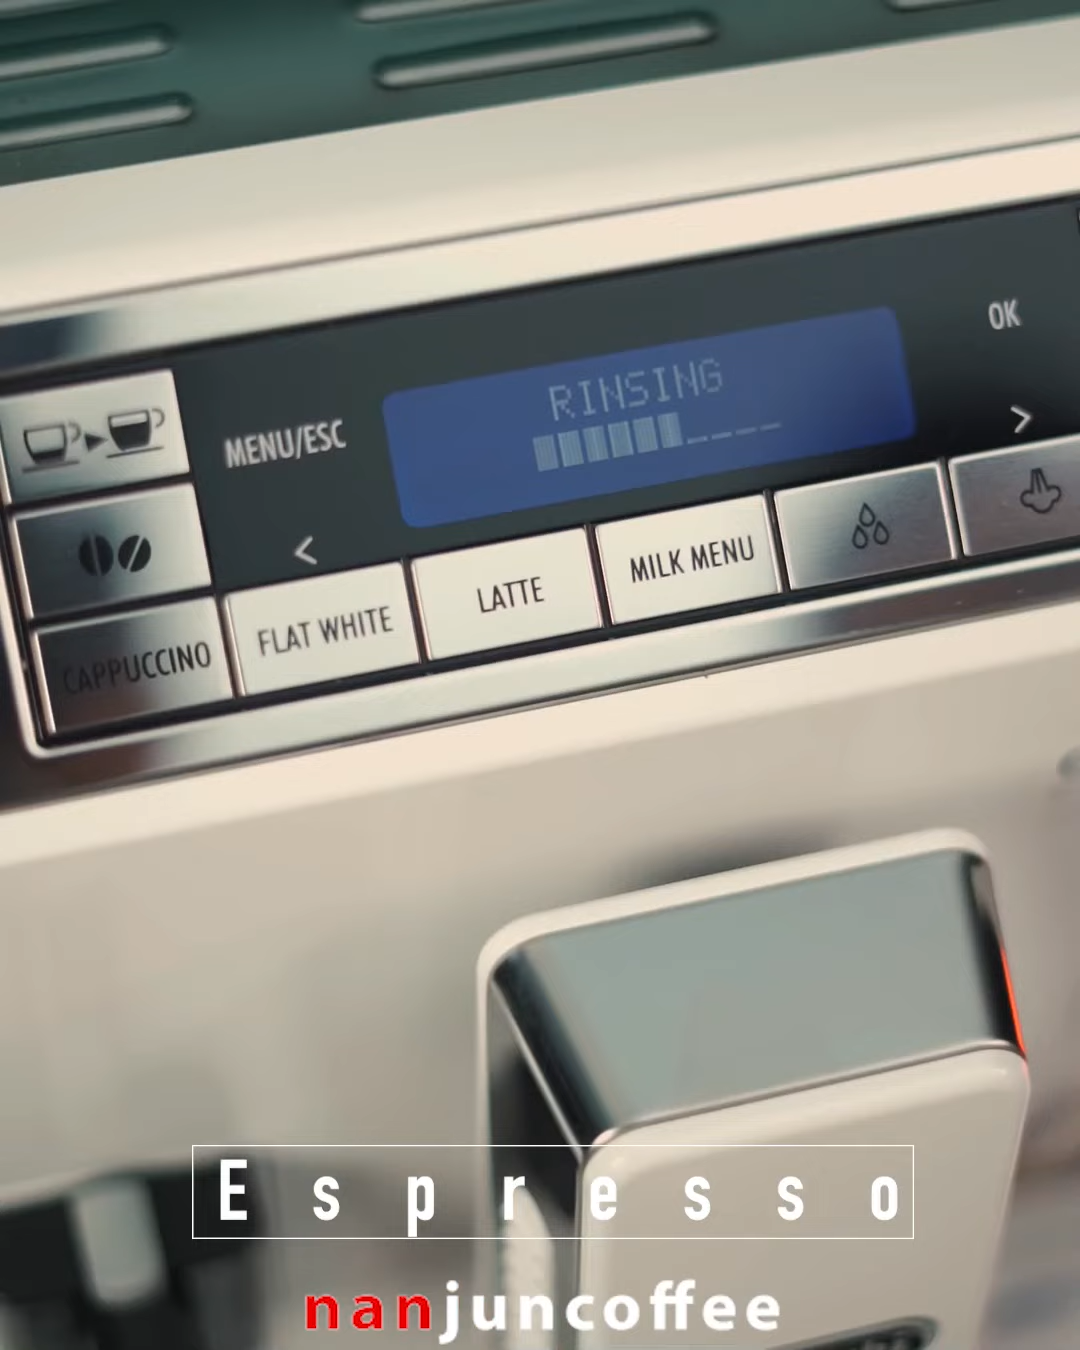 RINSING
OK
MENU/ESC
>
<
CAPPUCCINO
FLAT WHITE
LATTE
MILK MENU
Espresso
nanjuncoffee